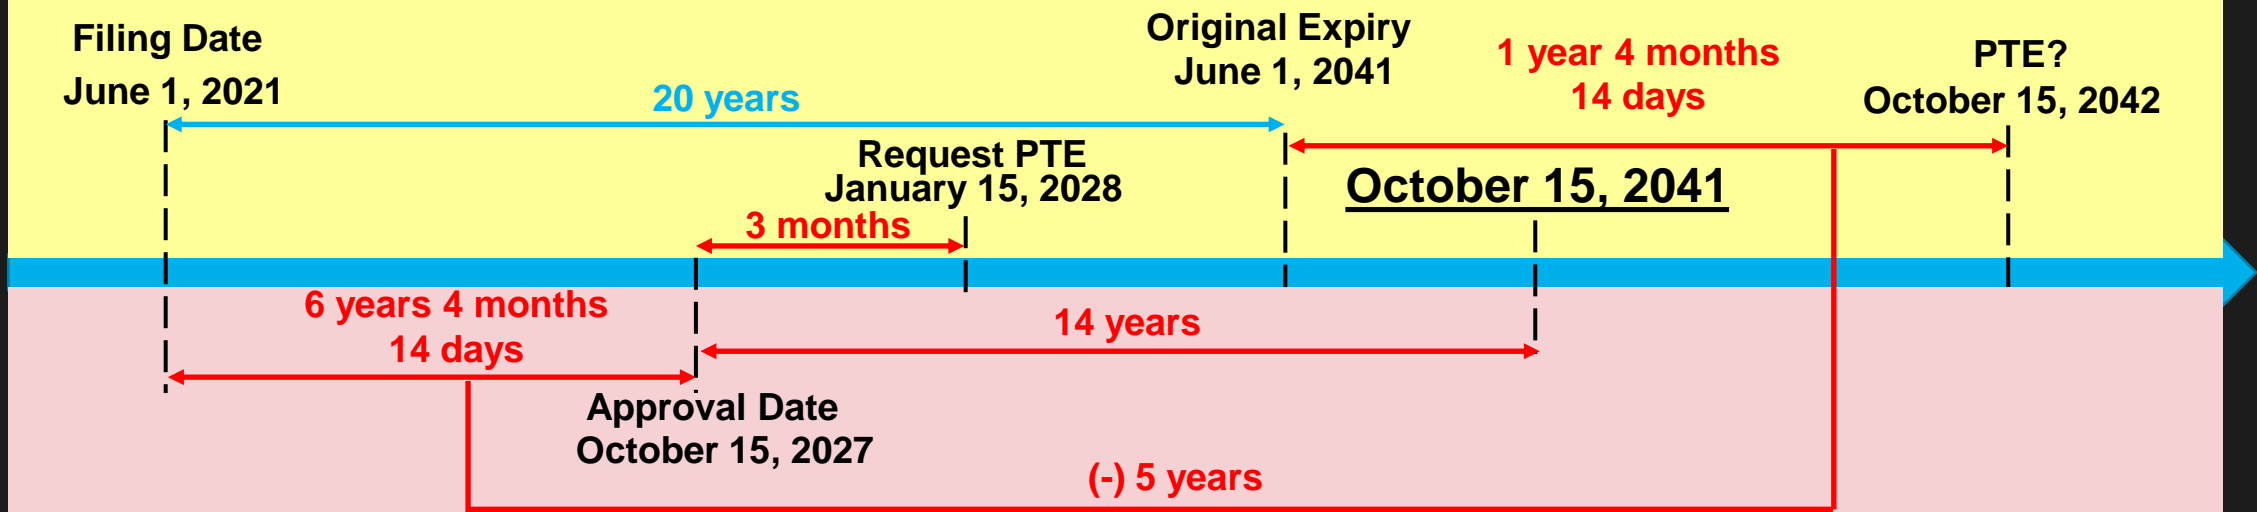 Filing Date
June 1, 2021
20 years
Original Expiry
June 1, 2041
1 year 4 months
14 days
PTE?
October 15, 2042
Request PTE
January 15, 2028
3 months
October 15, 2041
6 years 4 months
14 days
14 years
Approval Date
October 15, 2027
(-) 5 years